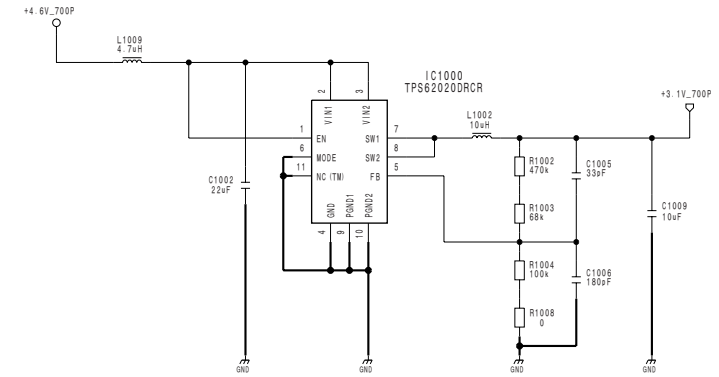 +4.6V_700P
L1009
4.7uH
IC1000
TPS62020DRCR
+3.1V_700P
2
3
VIN1
VIN2
L1002
10uH
1
EN
SW1
7
6
MODE
SW2
8
11
NC(TM)
FB
5
GND
PGND1
PGND2
4
9
10
C1002
22uF
R1002
470k
C1005
33pF
R1003
68k
C1009
10uF
R1004
100k
C1006
180pF
R1008
0
GND
GND
GND
GND